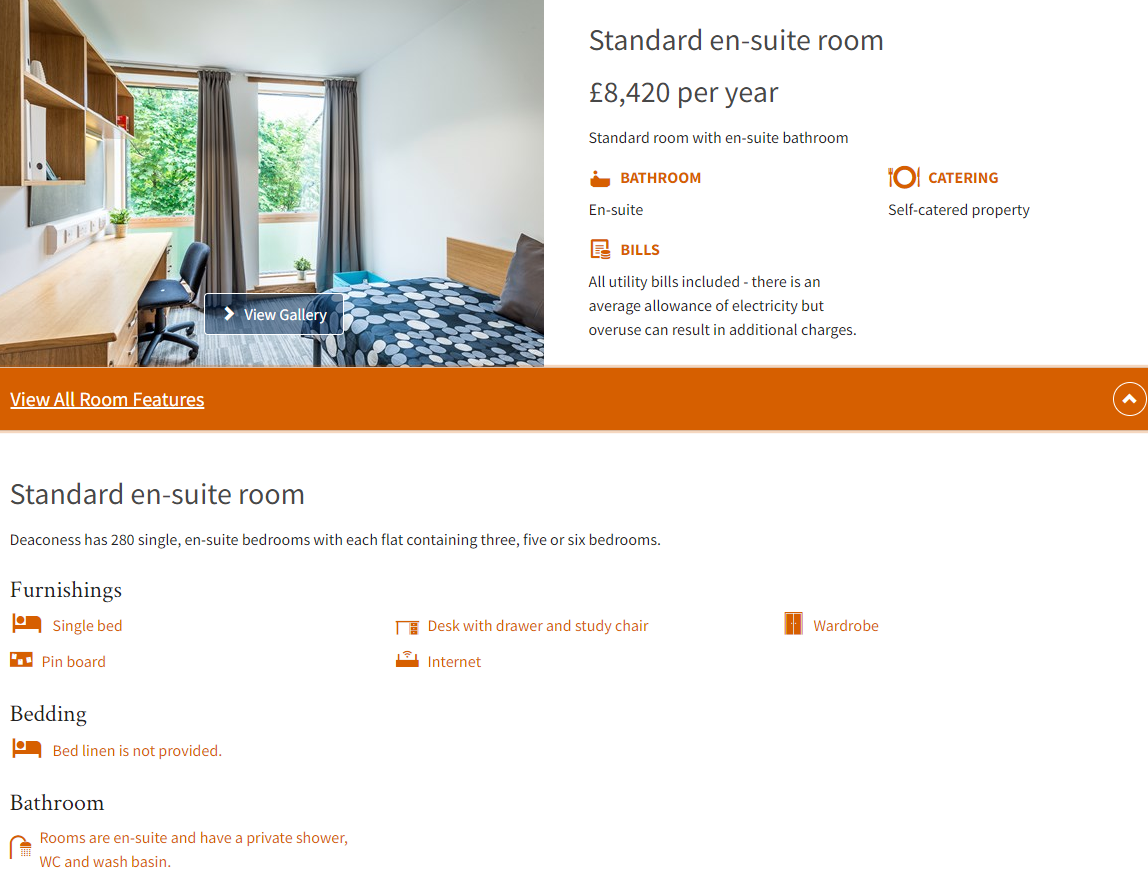 Standard en-suite room
£8,420 per year
Standard room with en-suite bathroom
BATHROOM
En-suite
CATERING
Self-catered property
BILLS
All utility bills included - there is an
average allowance of electricity but
overuse can result in additional charges.
View Gallery
View All Room Features
Standard en-suite room
Deaconess has 280 single, en-suite bedrooms with each flat containing three, five or six bedrooms.
Furnishings
Single bed
Desk with drawer and study chair
Wardrobe
Pin board
Internet
Bedding
Bed linen is not provided.
Bathroom
Rooms are en-suite and have a private shower,
WC and wash basin.